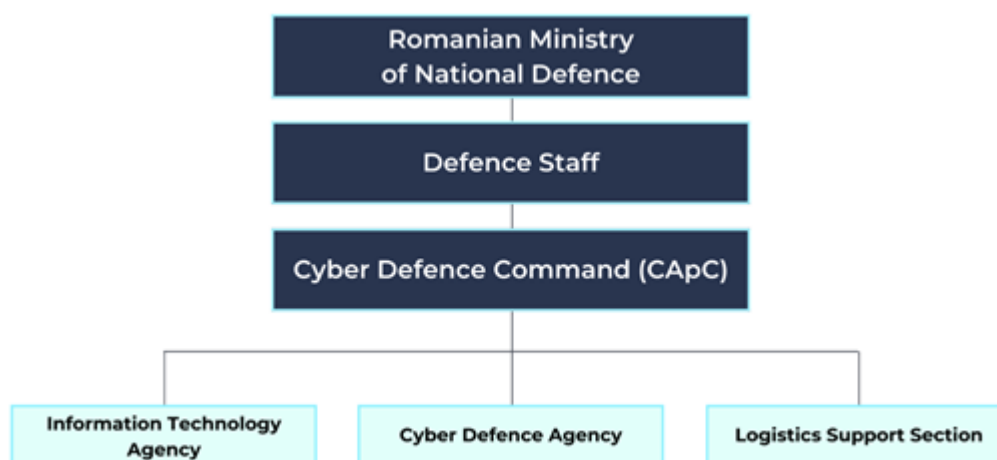 Romanian Ministry
of National Defence
Defence Staff
Cyber Defence Command (CApC)
Information Technology
Agency
Cyber Defence Agency
Logistics Support Section